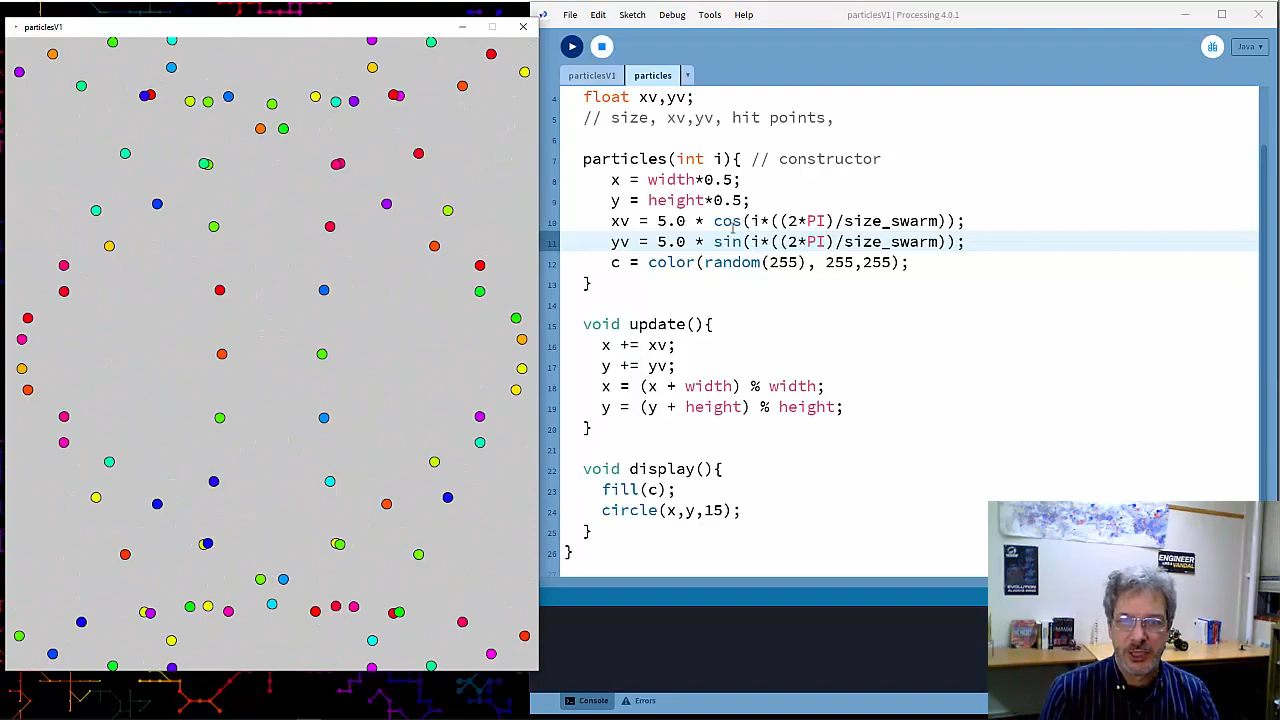 particlesV1
File Edit Sketch Debug Tools Help
particlesV1 | Processing 4.0.1
Java
particlesV1 particles
4 float xv,yv;
5 // size, xv,yv, hit points,
6
7 particles(int i){ // constructor
8 x = width*0.5;
9 y = height*0.5;
10 xv = 5.0 * cos(i*((2*PI)/size_swarm));
11 yv = 5.0 * sin(i*((2*PI)/size_swarm));
12 c = color(random(255), 255,255);
13 }
14
15 void update(){
16 x += xv;
17 y += yv;
18 x = (x + width) % width;
19 y = (y + height) % height;
20 }
21
22 void display(){
23 fill(c);
24 circle(x,y,15);
25 }
26 }
27
EVOLUTION
ENGINEER
LIKE A VANDAL
Console Errors